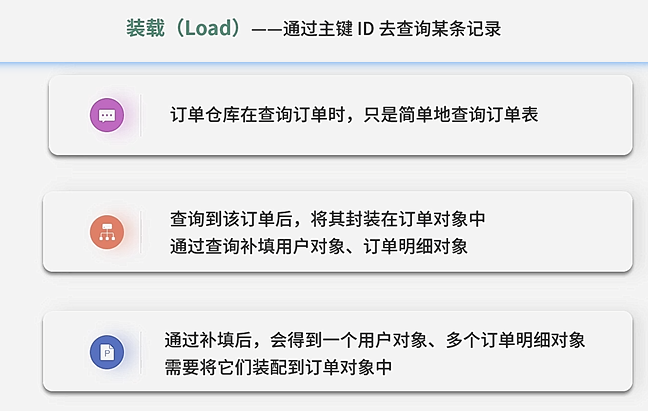 装载（Load）——通过主键 ID 去查询某条记录
订单仓库在查询订单时，只是简单地查询订单表
查询到该订单后，将其封装在订单对象中
通过查询补填用户对象、订单明细对象
通过补填后，会得到一个用户对象、多个订单明细对象
需要将它们装配到订单对象中
P